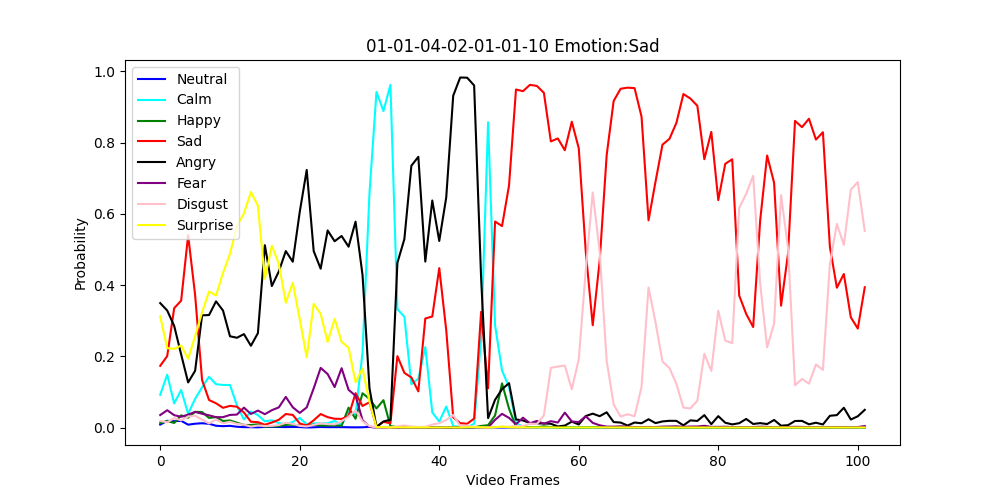 01-01-04-02-01-01-10 Emotion:Sad
1.0
0.8
0.6
0.4
0.2
0.0
Probability
Neutral
Calm
Happy
Sad
Angry
Fear
Disgust
Surprise
0 20 40 60 80 100
Video Frames